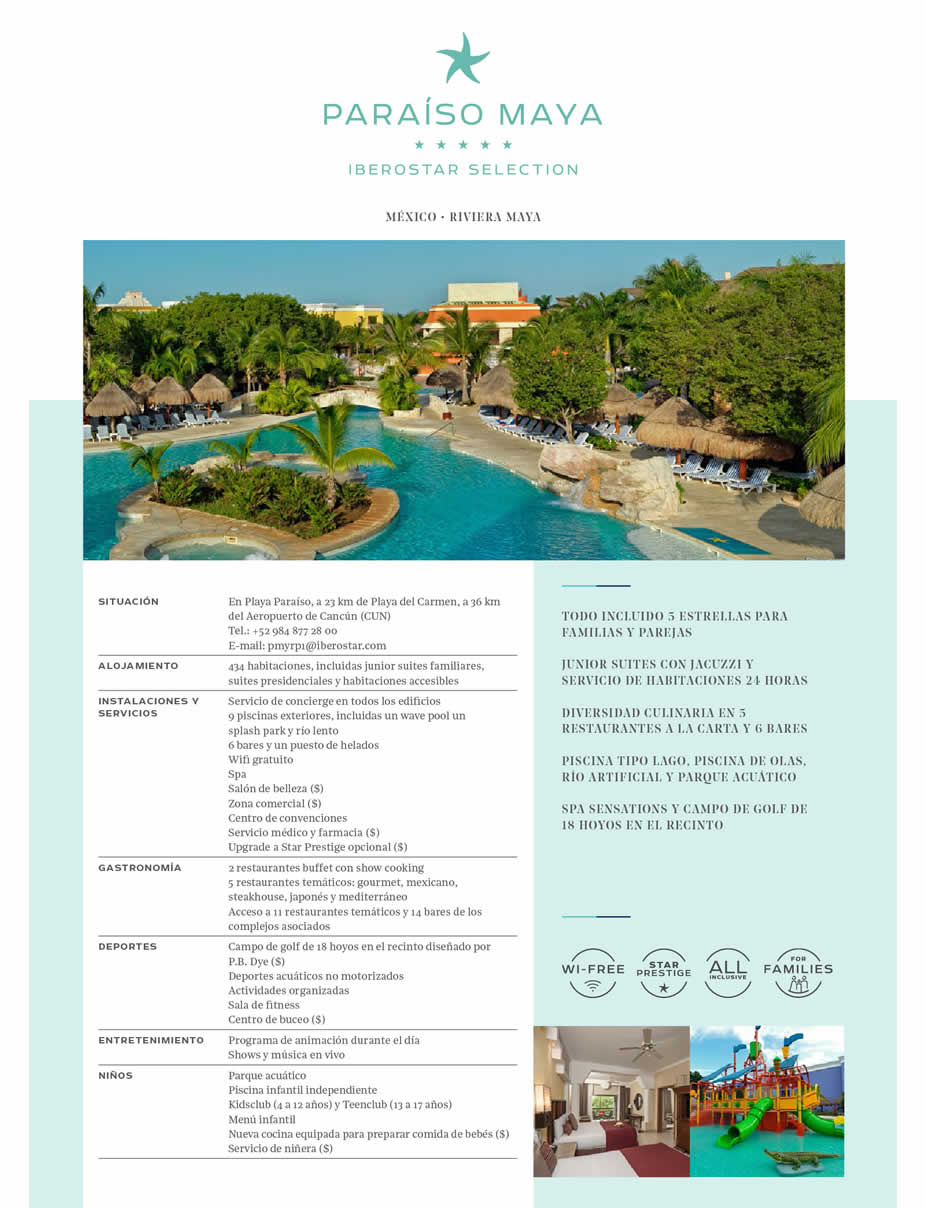 PARAÍSO MAYA
★ ★ ★ ★ ★
IBEROSTAR SELECTION
MÉXICO • RIVIERA MAYA
SITUACIÓN
En Playa Paraíso, a 23 km de Playa del Carmen, a 36 km
del Aeropuerto de Cancún (CUN)
Tel.: +52 984 877 28 00
E-mail: pmyrp1@iberostar.com
ALOJAMIENTO
434 habitaciones, incluidas junior suites familiares,
suites presidenciales y habitaciones accesibles
INSTALACIONES Y
SERVICIOS
Servicio de concierge en todos los edificios
9 piscinas exteriores, incluidas un wave pool un
splash park y río lento
6 bares y un puesto de helados
Wifi gratuito
Spa
Salón de belleza ($)
Zona comercial ($)
Centro de convenciones
Servicio médico y farmacia ($)
Upgrade a Star Prestige opcional ($)
GASTRONOMÍA
2 restaurantes buffet con show cooking
5 restaurantes temáticos: gourmet, mexicano,
steakhouse, japonés y mediterráneo
Acceso a 11 restaurantes temáticos y 14 bares de los
complejos asociados
DEPORTES
Campo de golf de 18 hoyos en el recinto diseñado por
P.B. Dye ($)
Deportes acuáticos no motorizados
Actividades organizadas
Sala de fitness
Centro de buceo ($)
ENTRETENIMIENTO
Programa de animación durante el día
Shows y música en vivo
NIÑOS
Parque acuático
Piscina infantil independiente
Kidsclub (4 a 12 años) y Teenclub (13 a 17 años)
Menú infantil
Nueva cocina equipada para preparar comida de bebés ($)
Servicio de niñera ($)
TODO INCLUIDO 5 ESTRELLAS PARA
FAMILIAS Y PAREJAS
JUNIOR SUITES CON JACUZZI Y
SERVICIO DE HABITACIONES 24 HORAS
DIVERSIDAD CULINARIA EN 5
RESTAURANTES A LA CARTA Y 6 BARES
PISCINA TIPO LAGO, PISCINA DE OLAS,
RÍO ARTIFICIAL Y PARQUE ACUÁTICO
SPA SENSATIONS Y CAMPO DE GOLF DE
18 HOYOS EN EL RECINTO
WI-FREE
STAR
PRESTIGE
ALL
INCLUSIVE
FOR
FAMILIES